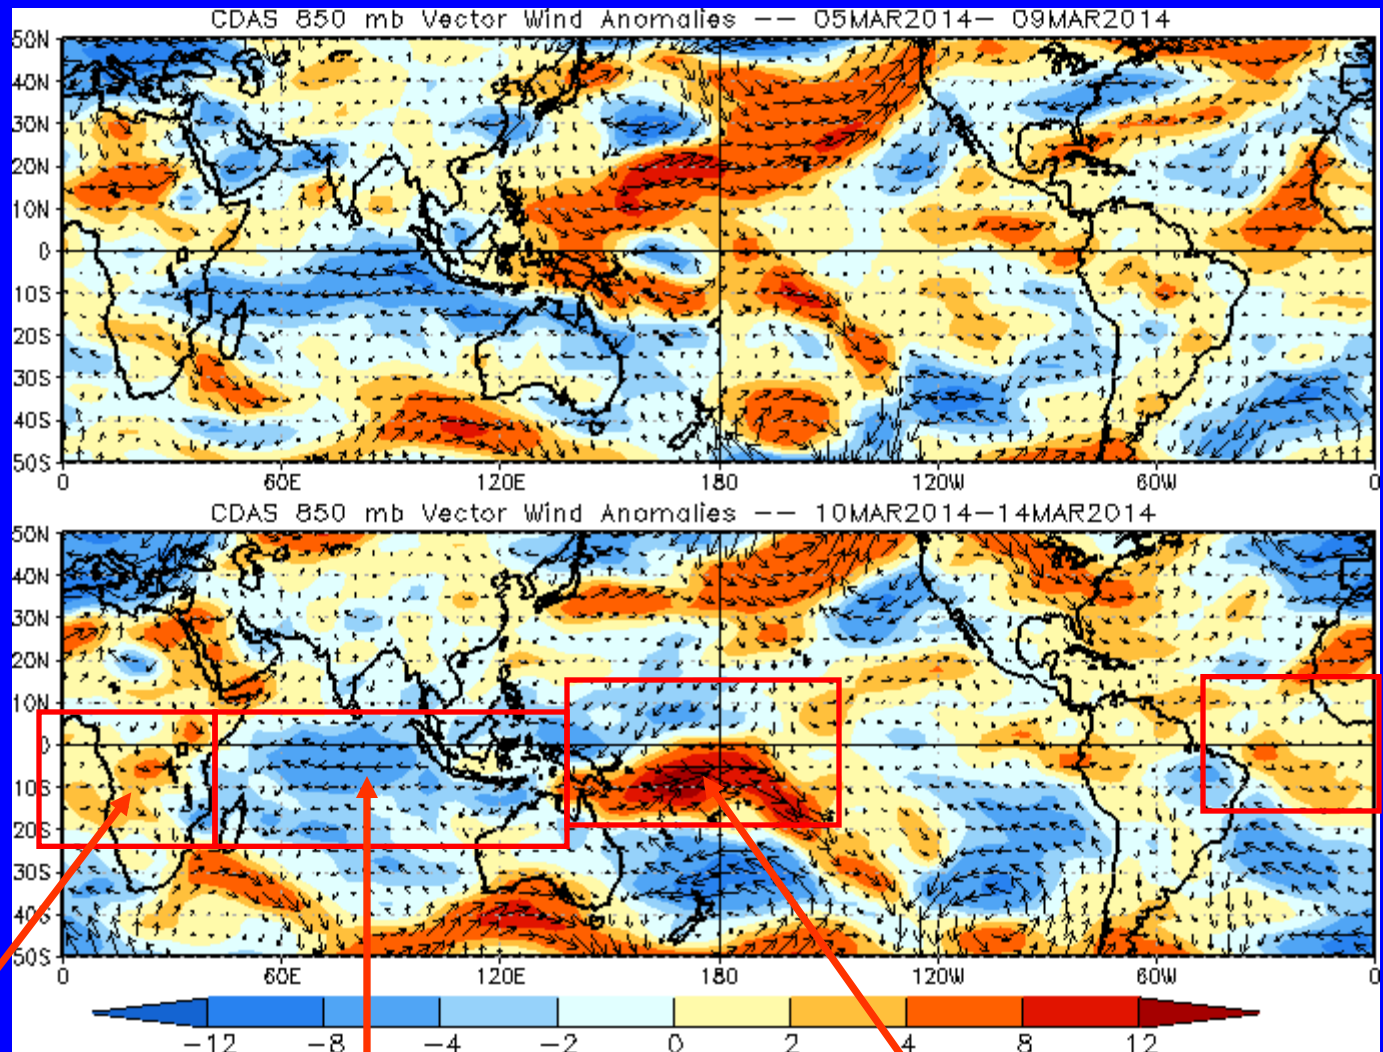 CDAS 850 mb Vector Wind Anomalies -- 05MAR2014- 09MAR2014
50N
40N
30N
20N
10N
0
10S
20S
30S
40S
50S
0 60E 120E 180 120W 60W 0
CDAS 850 mb Vector Wind Anomalies -- 10MAR2014-14MAR2014
50N
40N
30N
20N
10N
0
10S
20S
30S
40S
50S
0 60E 120E 180 120W 60W 0
-12 -8 -4 -2 0 2 4 8 12